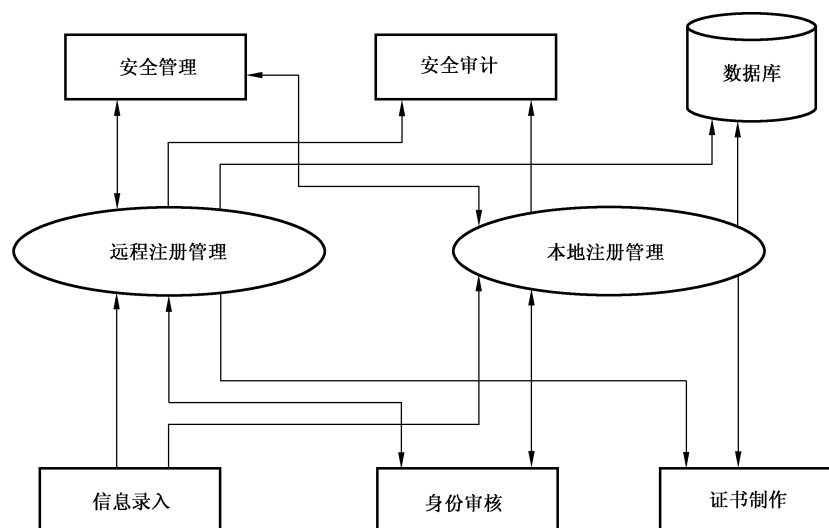 安全管理
安全审计
数据库
远程注册管理
本地注册管理
信息录入
身份审核
证书制作